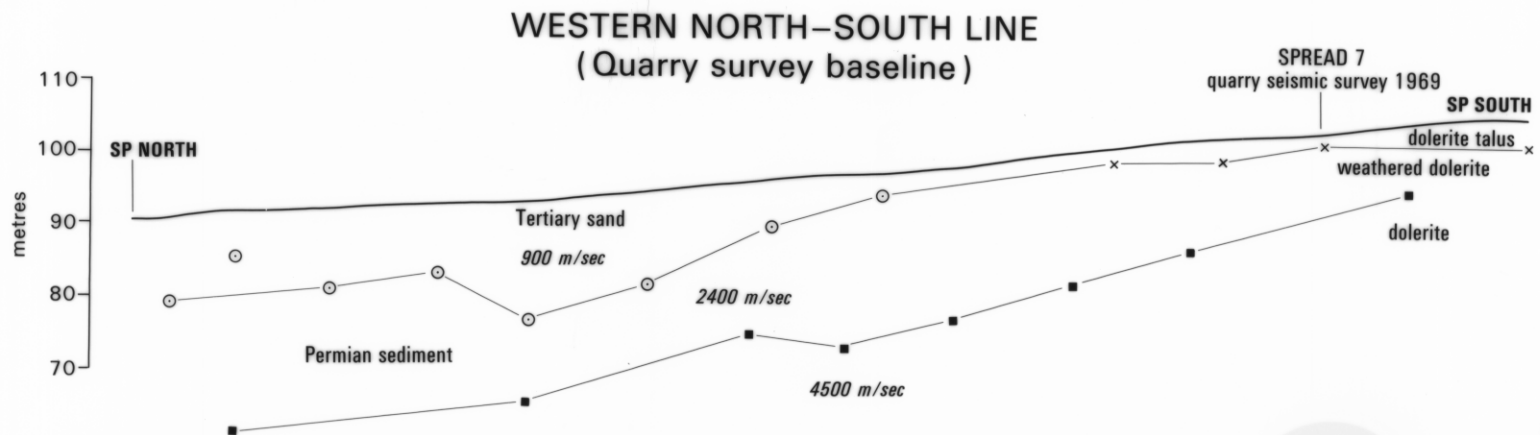 WESTERN NORTH–SOUTH LINE
(Quarry survey baseline)
SPREAD 7
quarry seismic survey 1969
SP SOUTH
110
100
90
80
70
metres
SP NORTH
dolerite talus
weathered dolerite
Tertiary sand
dolerite
900 m/sec
2400 m/sec
Permian sediment
4500 m/sec